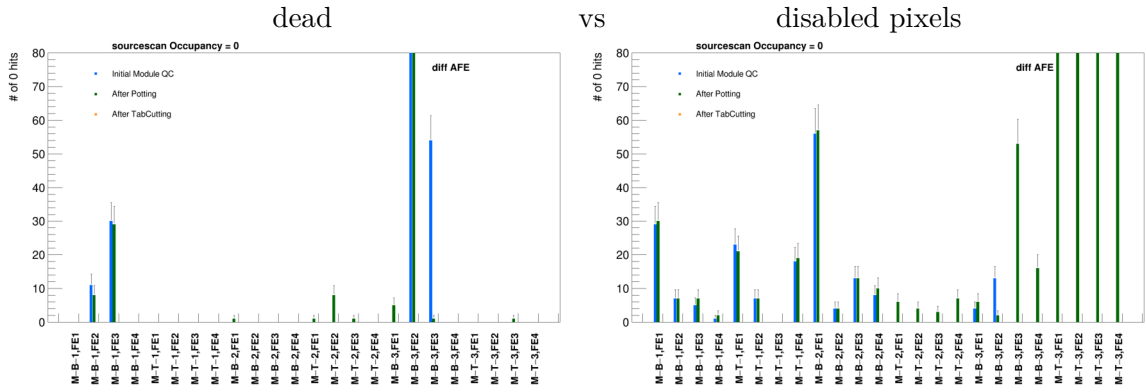 dead vs disabled pixels
sourscan Occupancy = 0
# of 0 hits
80
70
60
50
40
30
20
10
0
Initial Module QC
After Potting
After TabCutting
diff AFE
M−B−1,FE1
M−B−1,FE2
M−B−1,FE3
M−B−1,FE4
M−T−1,FE1
M−T−1,FE2
M−T−1,FE3
M−T−1,FE4
M−B−2,FE1
M−B−2,FE2
M−B−2,FE3
M−B−2,FE4
M−T−2,FE1
M−T−2,FE2
M−T−2,FE3
M−T−2,FE4
M−B−3,FE1
M−B−3,FE2
M−B−3,FE3
M−B−3,FE4
M−T−3,FE1
M−T−3,FE2
M−T−3,FE3
M−T−3,FE4
sourcescan Occupancy = 0
# of 0 hits
80
70
60
50
40
30
20
10
0
Initial Module QC
After Potting
After TabCutting
diff AFE
M−B−1,FE1
M−B−1,FE2
M−B−1,FE3
M−B−1,FE4
M−T−1,FE1
M−T−1,FE2
M−T−1,FE3
M−T−1,FE4
M−B−2,FE1
M−B−2,FE2
M−B−2,FE3
M−B−2,FE4
M−T−2,FE1
M−T−2,FE2
M−T−2,FE3
M−T−2,FE4
M−B−3,FE1
M−B−3,FE2
M−B−3,FE3
M−B−3,FE4
M−T−3,FE1
M−T−3,FE2
M−T−3,FE3
M−T−3,FE4